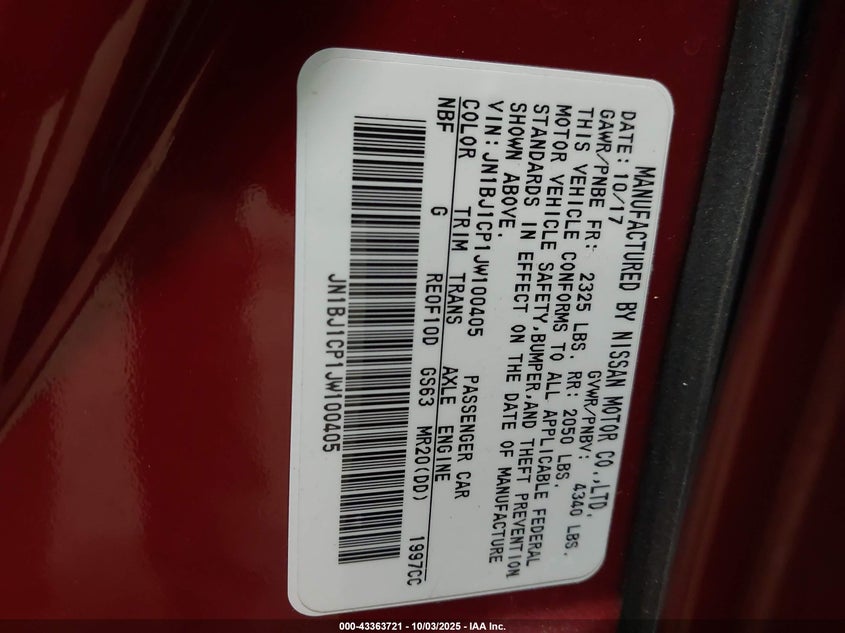 MANUFACTURED BY NISSAN MOTOR CO.,LTD.
DATE: 10/17 GVWR/PNBV: 4340 LBS.
GAWR/PNBE FR: 2325 LBS. RR: 2050 LBS.
THIS VEHICLE CONFORMS TO ALL APPLICABLE FEDERAL
MOTOR VEHICLE SAFETY,BUMPER,AND THEFT PREVENTION
STANDARDS IN EFFECT ON THE DATE OF MANUFACTURE
SHOWN ABOVE.
VIN:JN1BJ1CP1JW100405 PASSENGER CAR
COLOR TRIM TRANS AXLE ENGINE
NBF G RE0F10D GS63 MR20(DD) 1997CC
JN1BJ1CP1JW100405
000-43363721 - 10/03/2025 - IAA Inc.